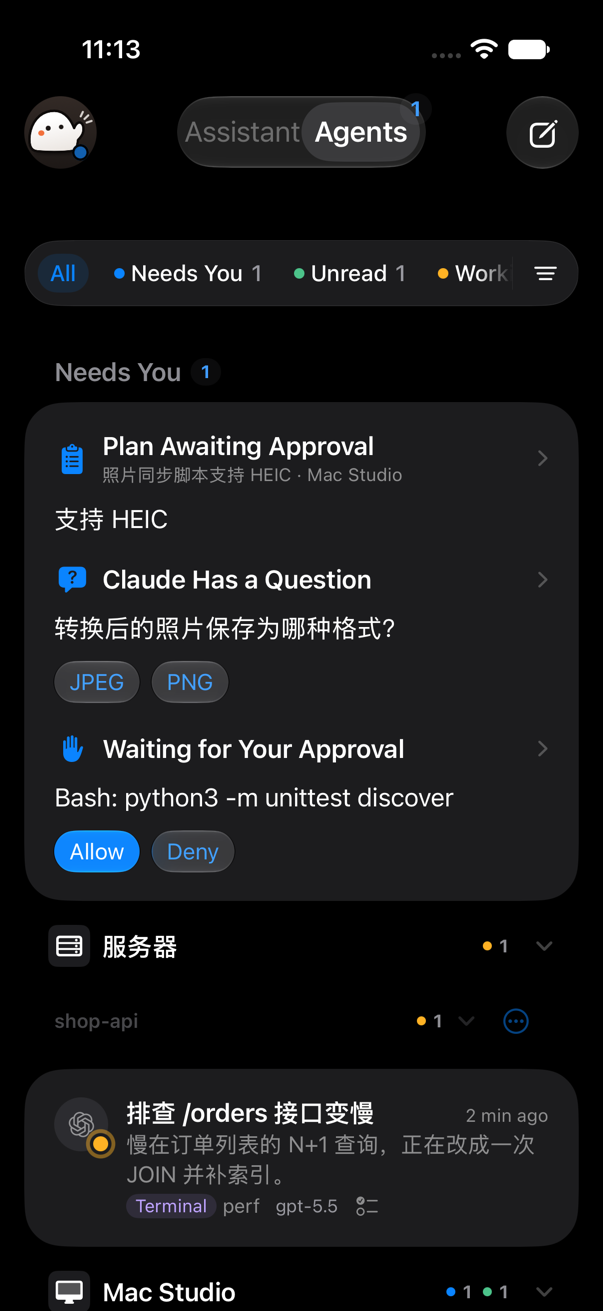 11:13
Assistant
Agents
1
All
Needs You 1
Unread 1
Work
Needs You 1
Plan Awaiting Approval
照片同步脚本支持 HEIC · Mac Studio
支持 HEIC
Claude Has a Question
转换后的照片保存为哪种格式?
JPEG
PNG
Waiting for Your Approval
Bash: python3 -m unittest discover
Allow
Deny
服务器
1
shop-api
1
排查 /orders 接口变慢
2 min ago
慢在订单列表的 N+1 查询，正在改成一次
JOIN 并补索引。
Terminal perf gpt-5.5
Mac Studio
1 1